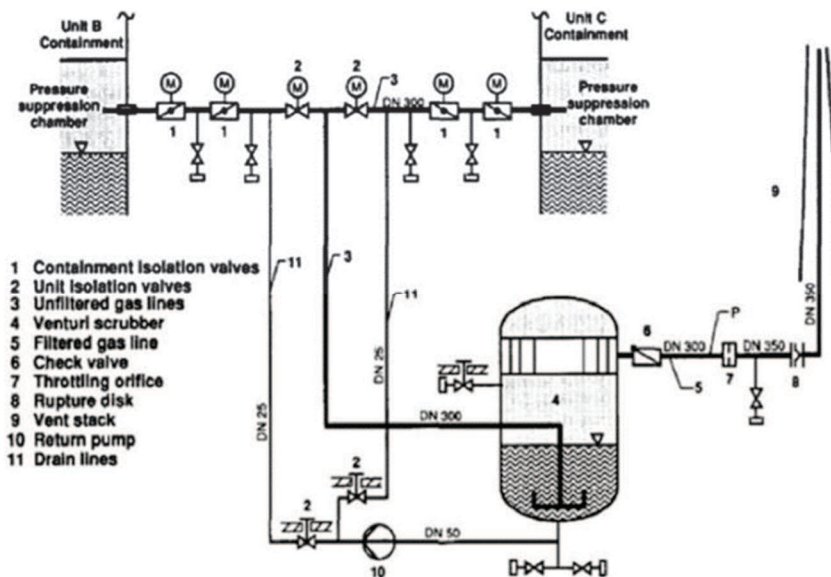 Unit B
Containment
Unit C
Containment
2
2
M
M
M
M
M
M
3
DN 300
Pressure
suppression
chamber
Pressure
suppression
chamber
1
1
1
1
9
11
3
11
1 Containment isolation valves
2 Unit isolation valves
3 Unfiltered gas lines
4 Venturi scrubber
5 Filtered gas line
6 Check valve
7 Throttling orifice
8 Rupture disk
9 Vent stack
10 Return pump
11 Drain lines
DN 350
6
P
DN 300
DN 350
5
7
8
4
DN 25
DN 25
DN 300
2
2
DN 50
10